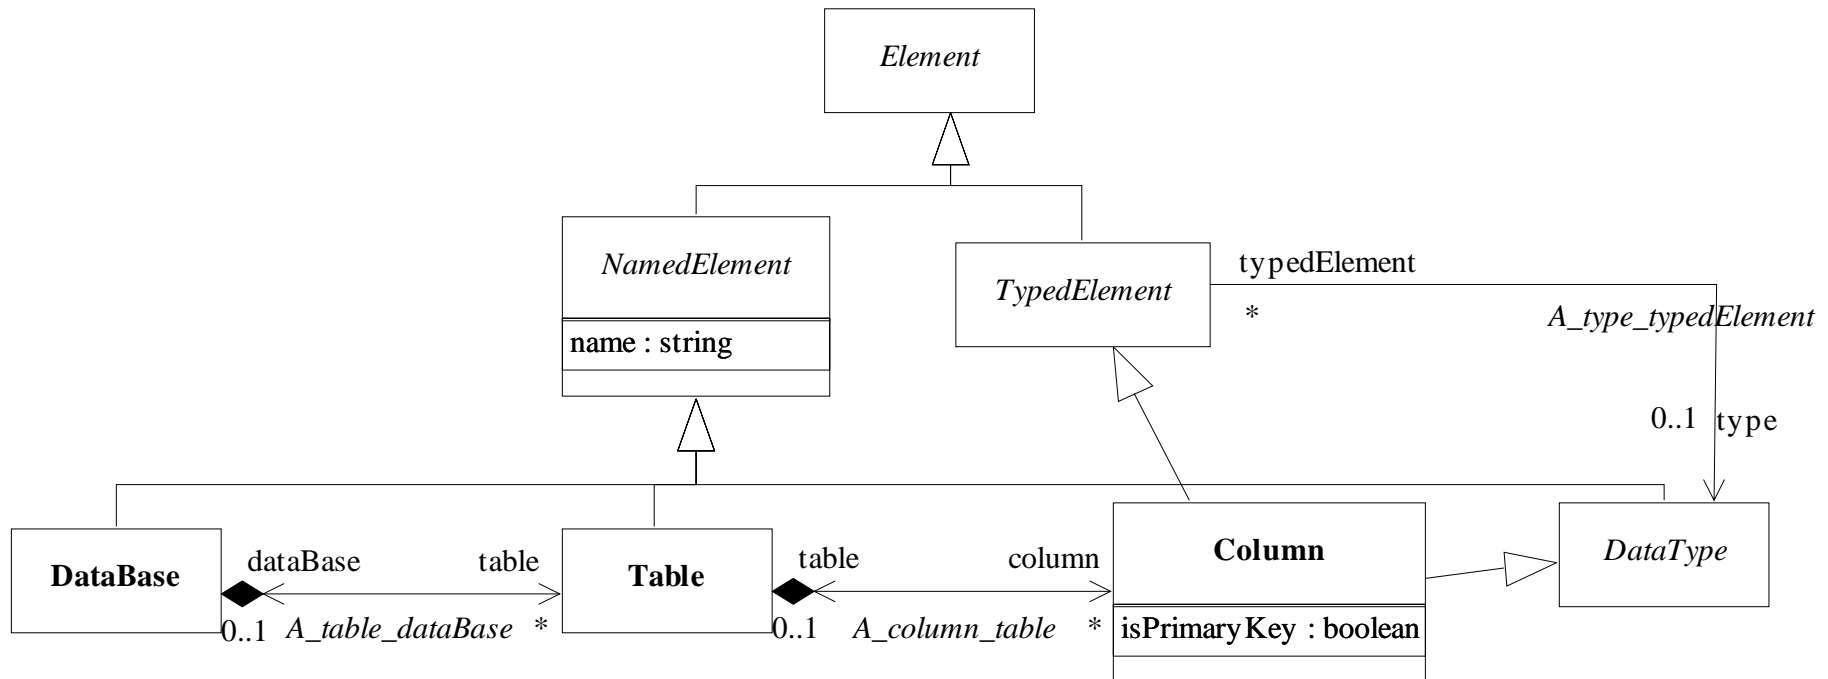 Element
NamedElement
name : string
TypedElement
typedElement
*
A_type_typedElement
0..1 type
DataBase
dataBase
table
0..1 A_table_dataBase *
Table
table
column
0..1 A_column_table *
Column
isPrimaryKey : boolean
DataType